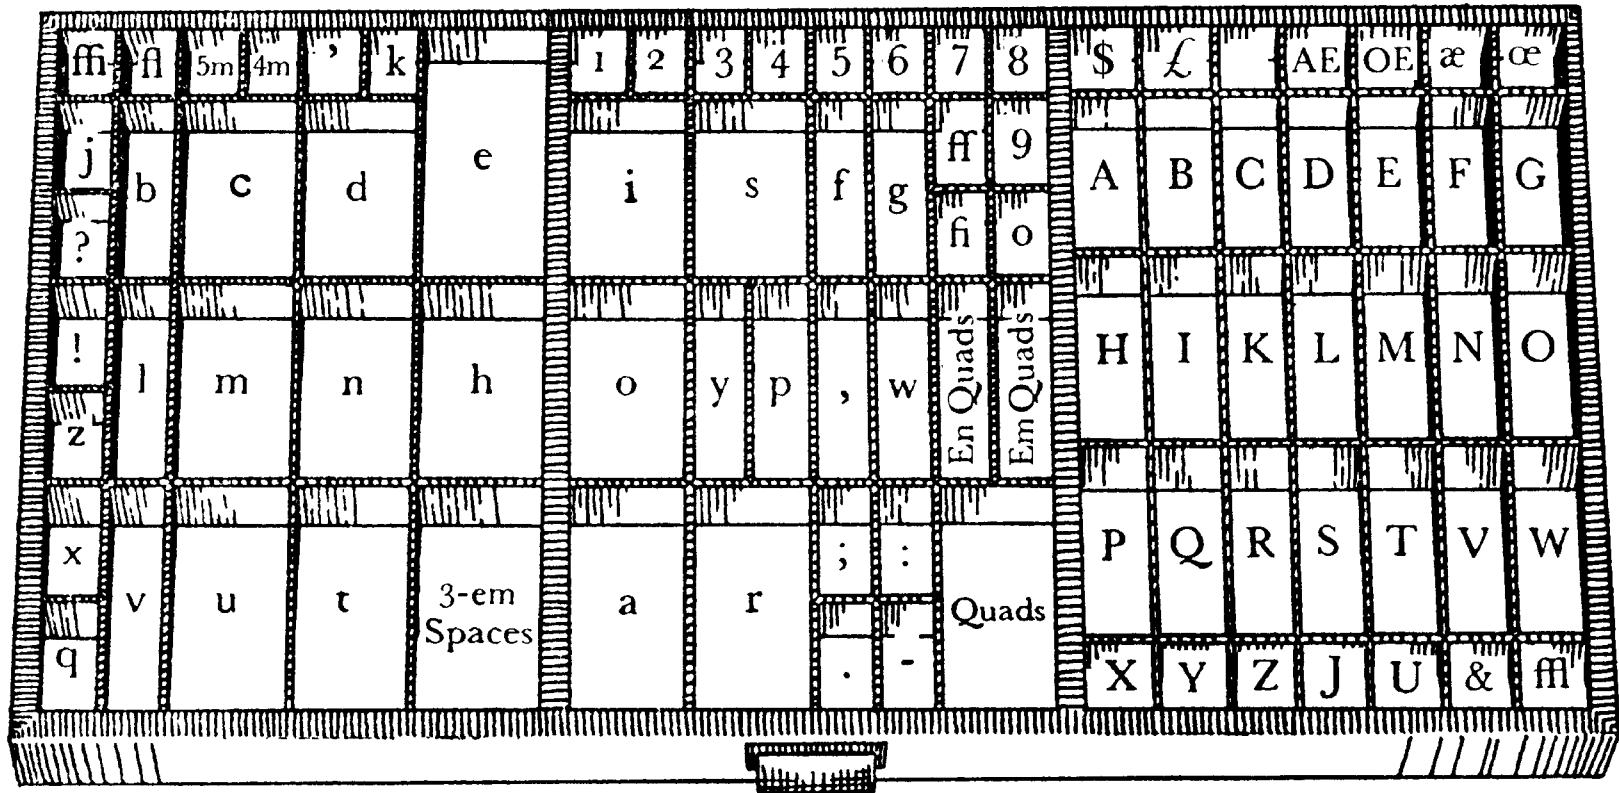 ffi fl 5m 4m ’ k 1 2 3 4 5 6 7 8 $ £ AE OE æ œ
j b c d e i s f g ff 9 A B C D E F G
? fi 0
! l m n h o y p , w En Quads Em Quads H I K L M N O
z
x v u t 3-em Spaces a r ; : Quads P Q R S T V W
q . - X Y Z J U & ffl